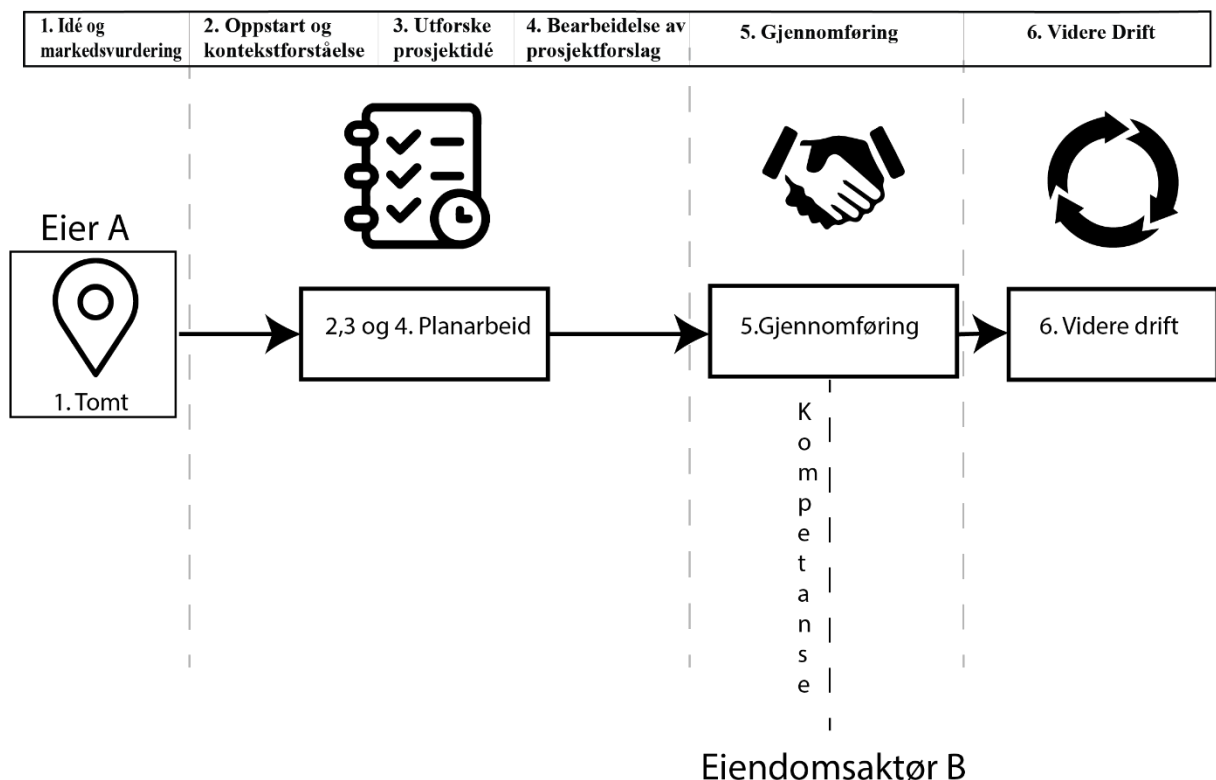 1. Idé og
markedsvurdering
2. Oppstart og
kontekstforståelse
3. Utforske
prosjektidé
4. Bearbeidelse av
prosjektforslag
5. Gjennomføring
6. Videre Drift
Eier A
1. Tomt
2,3 og 4. Planarbeid
5.Gjennomføring
6. Videre drift
Kompetanse
Eiendomsaktør B